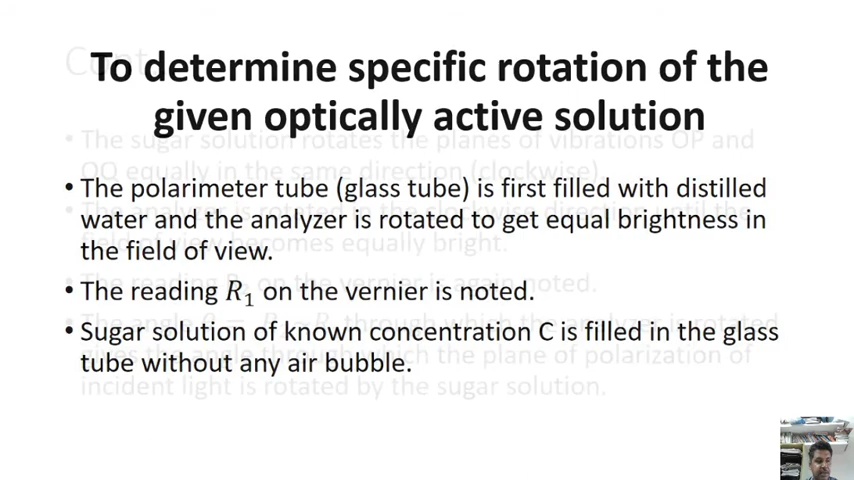 To determine specific rotation of the
given optically active solution
• The polarimeter tube (glass tube) is first filled with distilled
water and the analyzer is rotated to get equal brightness in
the field of view.
• The reading R₁ on the vernier is noted.
• Sugar solution of known concentration C is filled in the glass
tube without any air bubble.
Cont
• The sugar solution rotates the planes of vibrations OP and
OQ equally in the same direction (clockwise).
• The analyzer is rotated in the clockwise direction until the
field of view becomes equally bright.
• The reading R on the vernier is again noted.
• The angle θ = R – R through which the analyzer is rotated
gives the angle through which the plane of polarization of
incident light is rotated by the sugar solution.